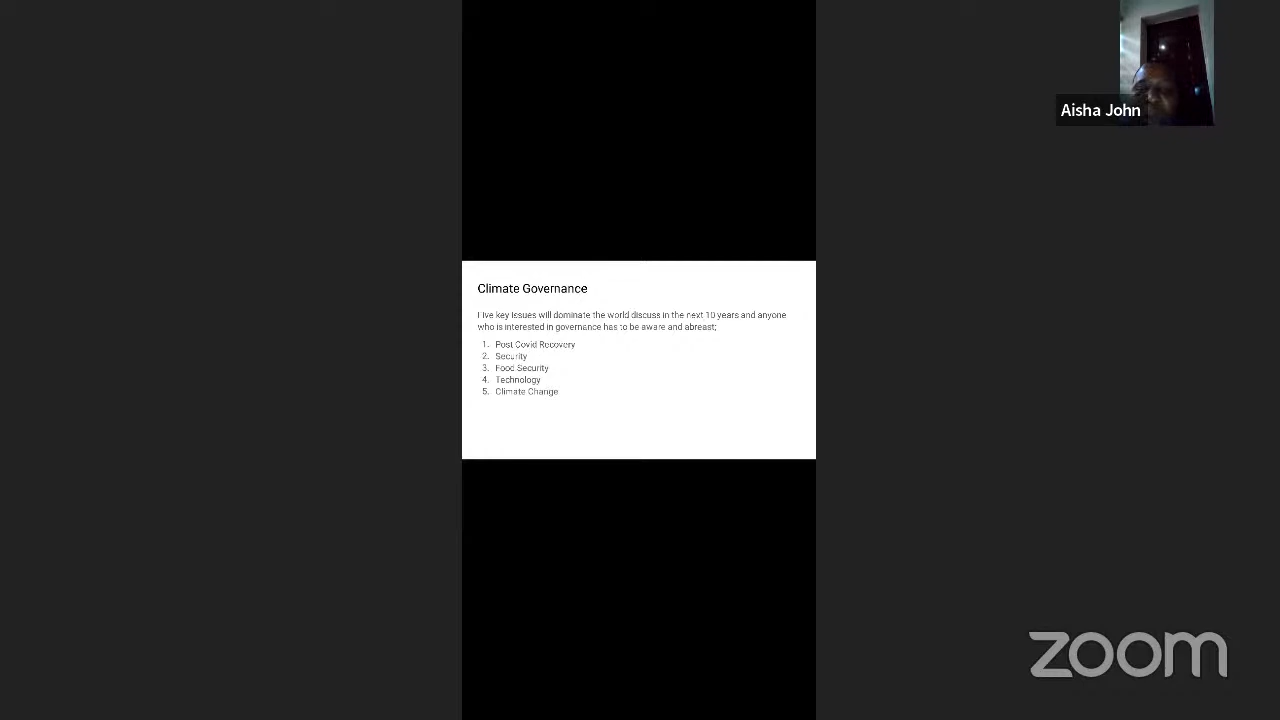 Aisha John
Climate Governance
Five key issues will dominate the world discuss in the next 10 years and anyone
who is interested in governance has to be aware and abreast;
1. Post Covid Recovery
2. Security
3. Food Security
4. Technology
5. Climate Change
zoom